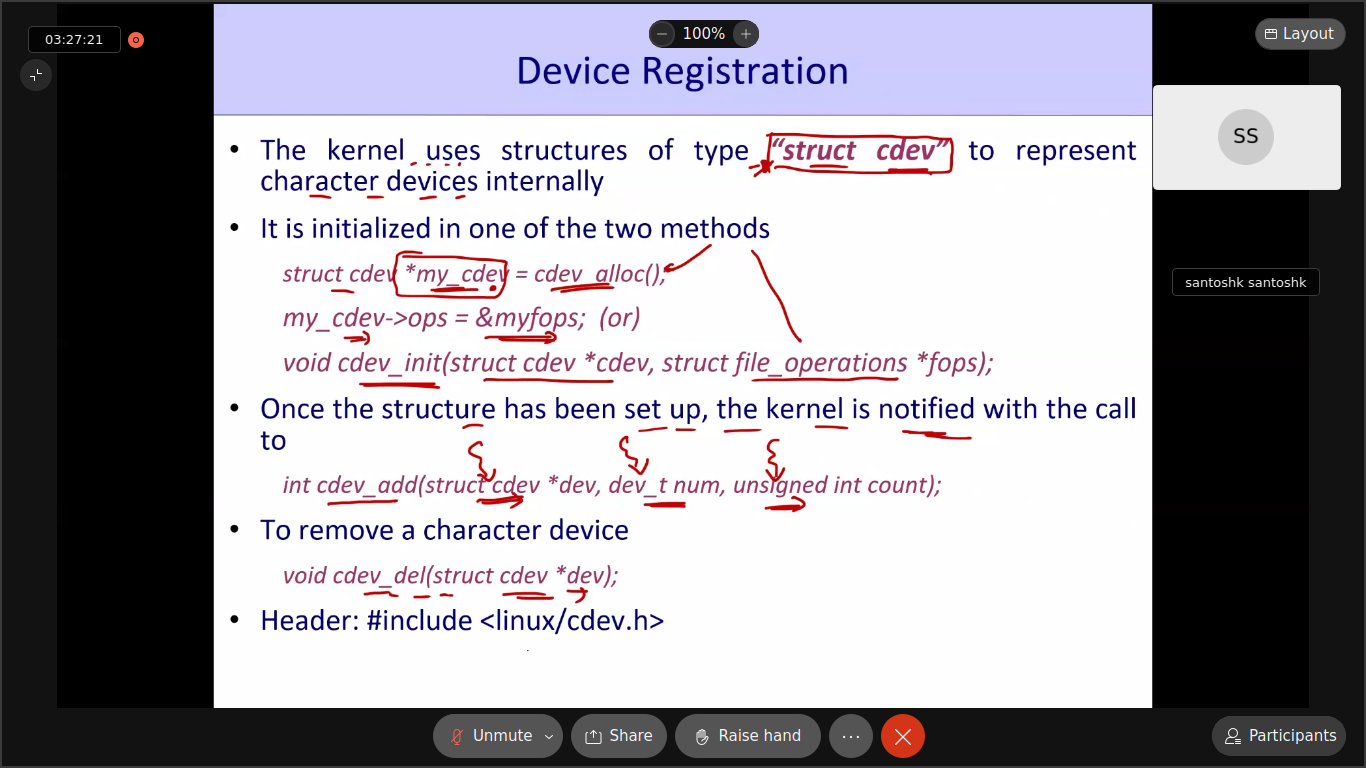 03:27:21
100%
Layout
Device Registration
SS
• The kernel uses structures of type “struct cdev” to represent
character devices internally
• It is initialized in one of the two methods
struct cdev *my_cdev = cdev_alloc();
santoshk santoshk
my_cdev->ops = &myfops; (or)
void cdev_init(struct cdev *cdev, struct file_operations *fops);
• Once the structure has been set up, the kernel is notified with the call
to
int cdev_add(struct cdev *dev, dev_t num, unsigned int count);
• To remove a character device
void cdev_del(struct cdev *dev);
• Header: #include <linux/cdev.h>
Unmute
Share
Raise hand
Participants